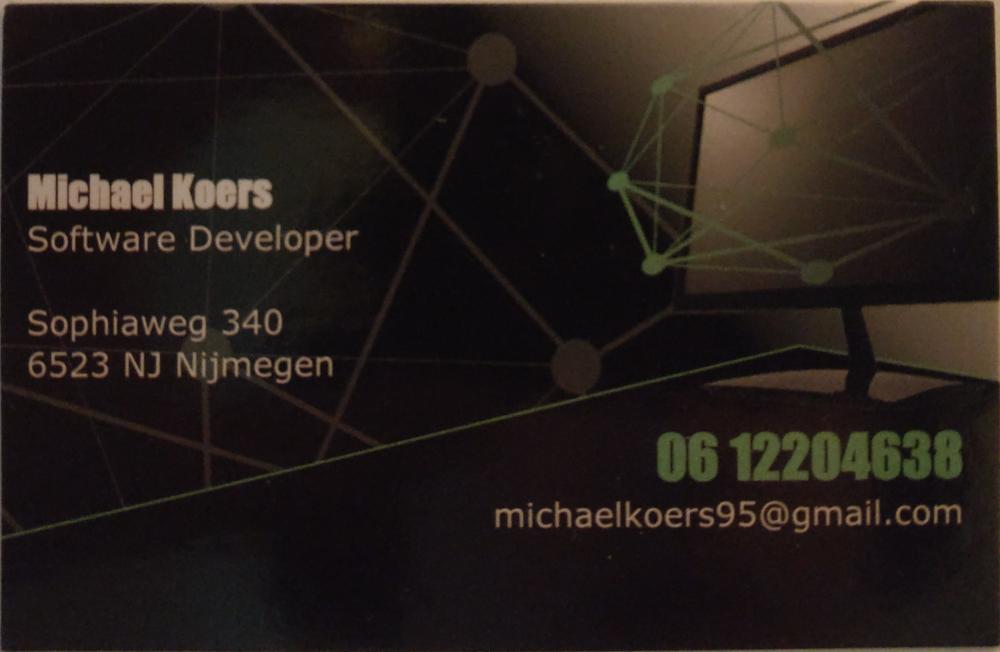 Michael Koers
Software Developer
Sophiaweg 340
6523 NJ Nijmegen
06 12204638
michaelkoers95@gmail.com